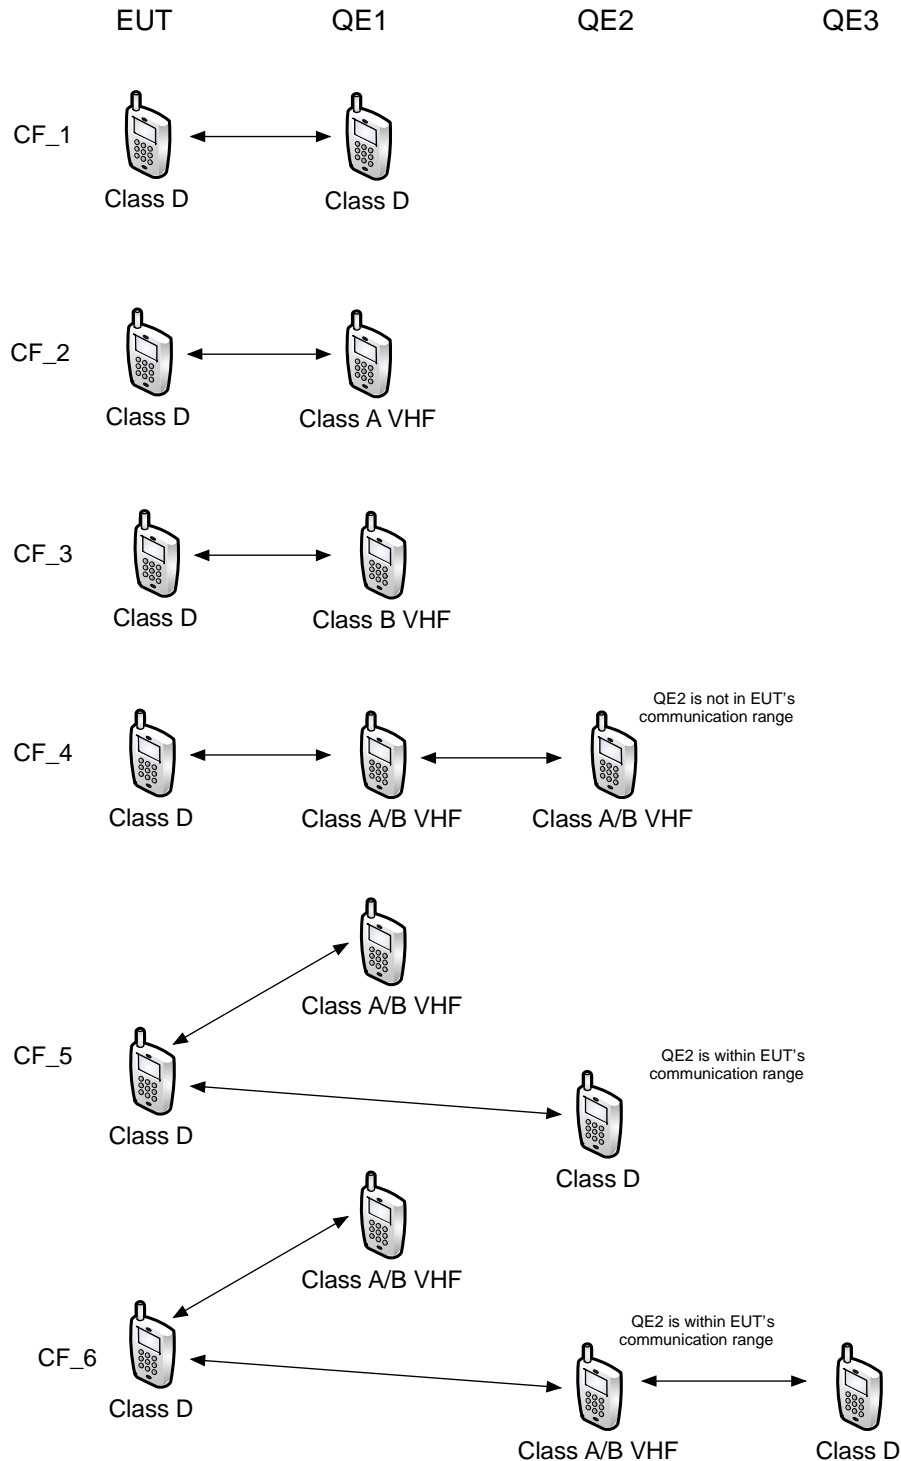 EUT QE1 QE2 QE3
CF_1
Class D Class D
CF_2
Class D Class A VHF
CF_3
Class D Class B VHF
QE2 is not in EUT's
communication range
CF_4
Class D Class A/B VHF Class A/B VHF
Class A/B VHF
CF_5
QE2 is within EUT's
communication range
Class D
Class D
Class A/B VHF
QE2 is within EUT's
communication range
CF_6
Class D
Class A/B VHF Class D